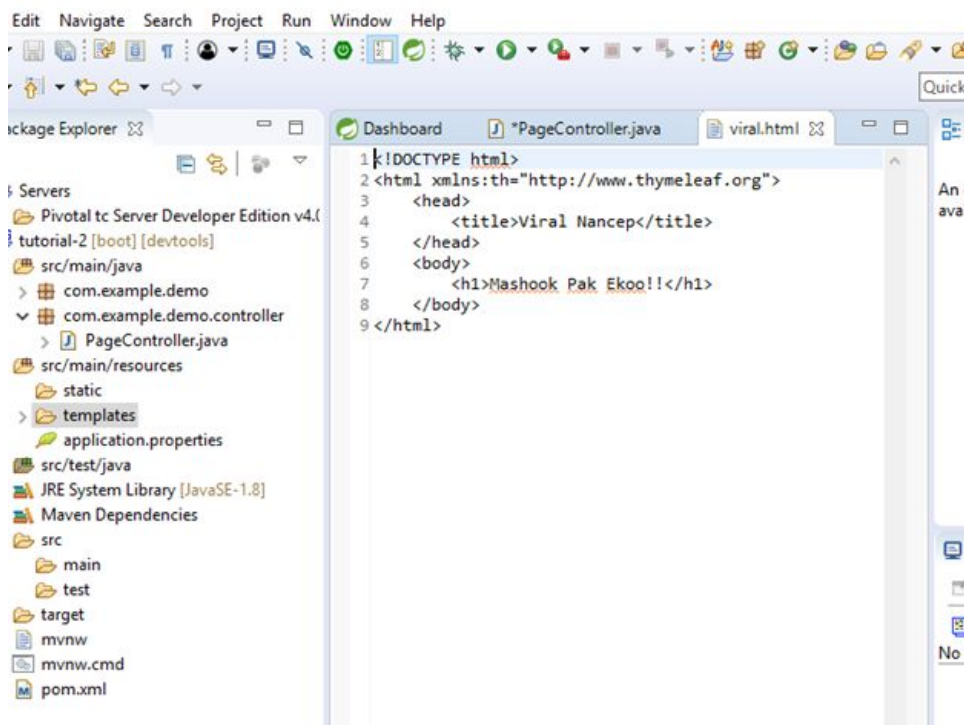 Edit Navigate Search Project Run Window Help
Quick
Package Explorer
Servers
Pivotal tc Server Developer Edition v4.0
tutorial-2 [boot] [devtools]
src/main/java
com.example.demo
com.example.demo.controller
PageController.java
src/main/resources
static
templates
application.properties
src/test/java
JRE System Library [JavaSE-1.8]
Maven Dependencies
src
main
test
target
mvnw
mvnw.cmd
pom.xml
Dashboard *PageController.java viral.html
1 <!DOCTYPE html>
2 <html xmlns:th="http://www.thymeleaf.org">
3 <head>
4 <title>Viral Nancep</title>
5 </head>
6 <body>
7 <h1>Mashook Pak Ekoo!!</h1>
8 </body>
9 </html>
An
ava
No